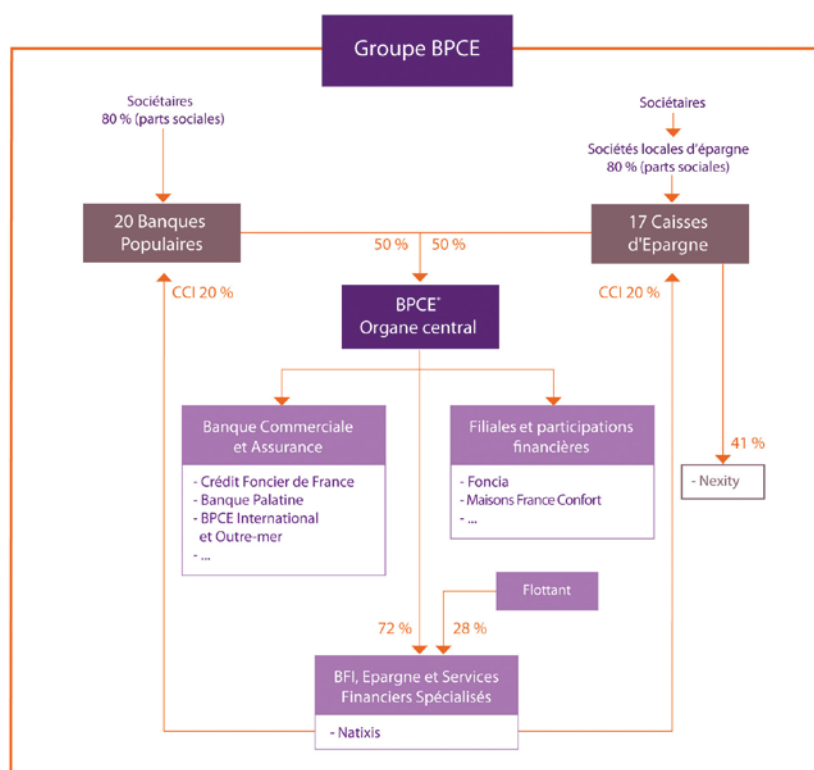 Groupe BPCE
Sociétaires
80 % (parts sociales)
Sociétaires
Sociétés locales d'épargne
80 % (parts sociales)
20 Banques
Populaires
17 Caisses
d'Epargne
50 %
50 %
CCI 20 %
CCI 20 %
BPCE*
Organe central
Banque Commerciale
et Assurance
- Crédit Foncier de France
- Banque Palatine
- BPCE International
et Outre-mer
- ...
Filiales et participations
financières
- Foncia
- Maisons France Confort
- ...
41 %
- Nexity
Flottant
72 %
28 %
BFI, Epargne et Services
Financiers Spécialisés
- Natixis